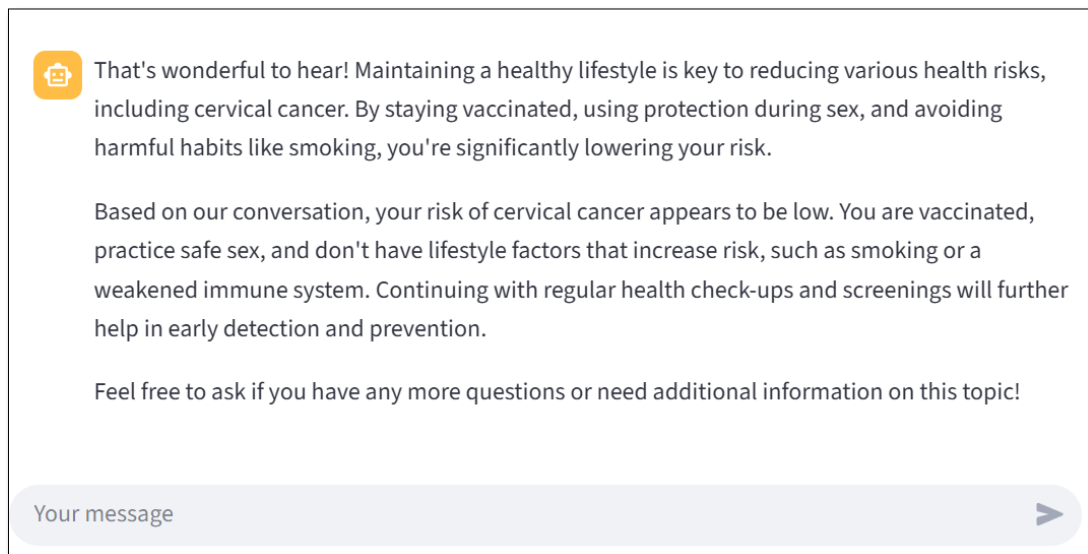 That's wonderful to hear! Maintaining a healthy lifestyle is key to reducing various health risks,
including cervical cancer. By staying vaccinated, using protection during sex, and avoiding
harmful habits like smoking, you're significantly lowering your risk.
Based on our conversation, your risk of cervical cancer appears to be low. You are vaccinated,
practice safe sex, and don't have lifestyle factors that increase risk, such as smoking or a
weakened immune system. Continuing with regular health check-ups and screenings will further
help in early detection and prevention.
Feel free to ask if you have any more questions or need additional information on this topic!
Your message